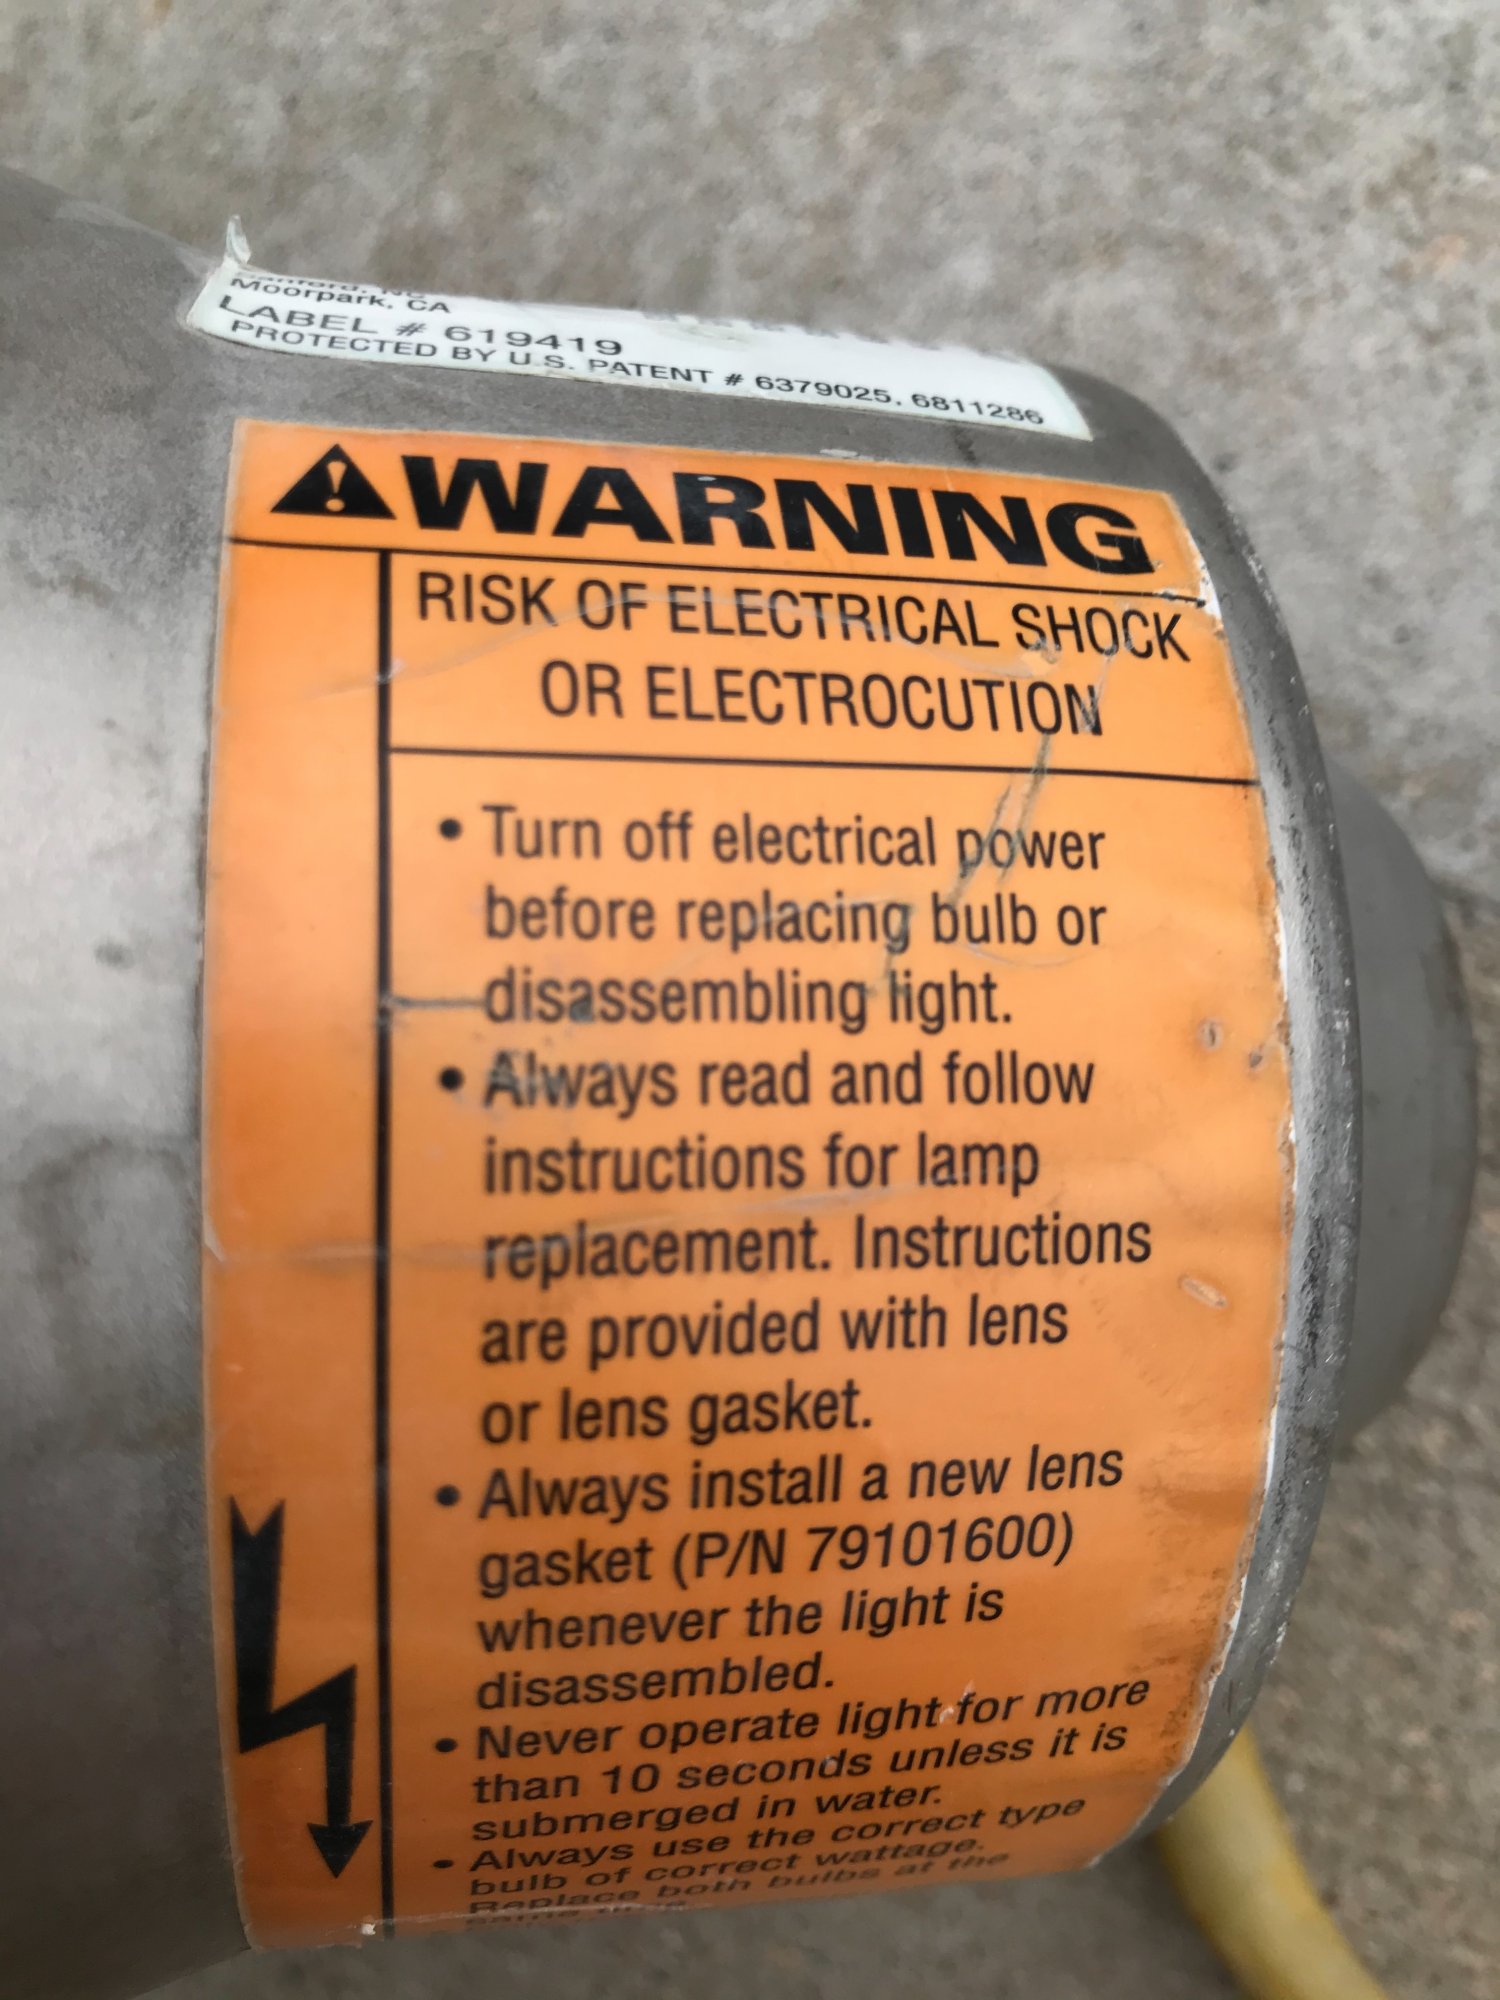 Sanford, NC
Moorpark, CA
LABEL # 619419
PROTECTED BY U.S. PATENT # 6379025, 6811286
WARNING
RISK OF ELECTRICAL SHOCK
OR ELECTROCUTION
• Turn off electrical power
before replacing bulb or
disassembling light.
• Always read and follow
instructions for lamp
replacement. Instructions
are provided with lens
or lens gasket.
• Always install a new lens
gasket (P/N 79101600)
whenever the light is
disassembled.
• Never operate light for more
than 10 seconds unless it is
submerged in water.
• Always use the correct type
bulb of correct wattage.
Replace both bulbs at the
same time.